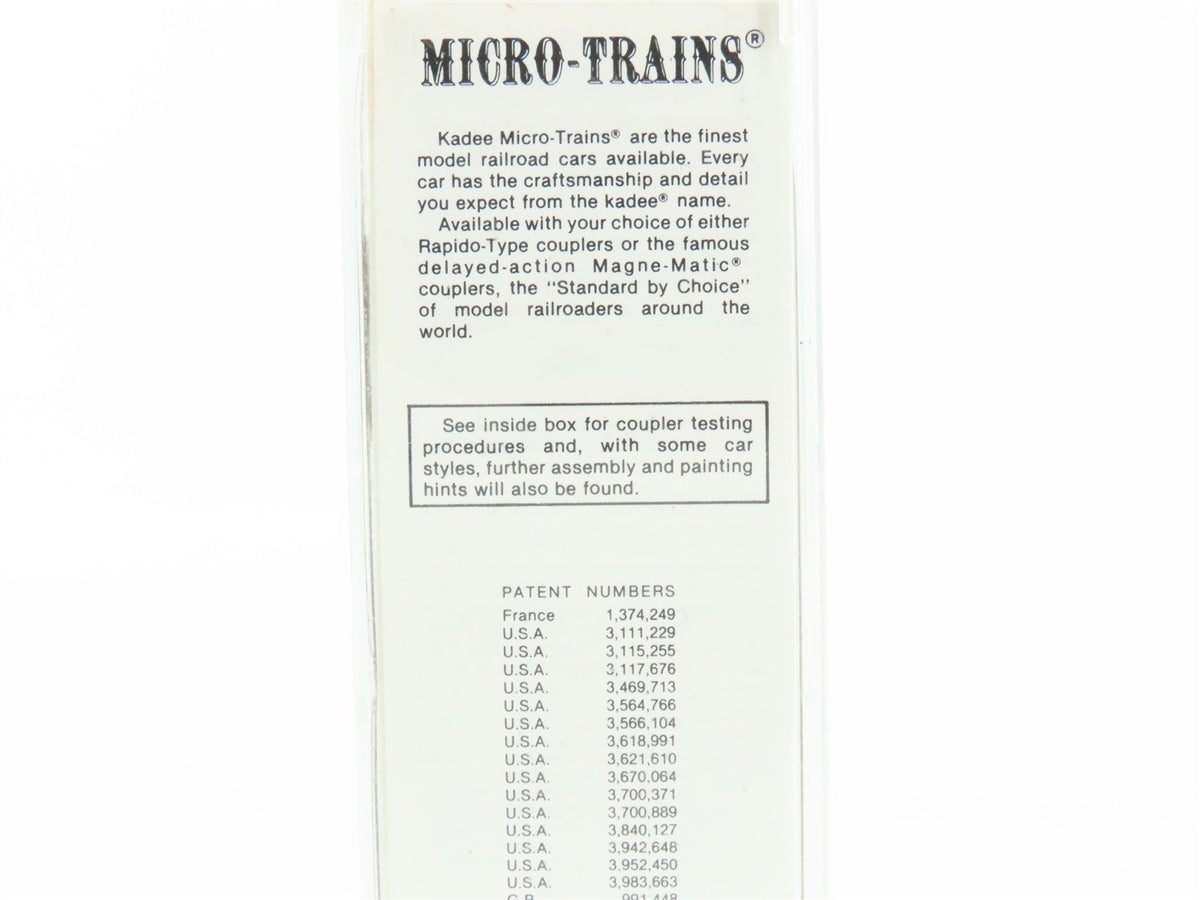 MICRO-TRAINS®
Kadee Micro-Trains® are the finest
model railroad cars available. Every
car has the craftsmanship and detail
you expect from the kadee® name.
Available with your choice of either
Rapido-Type couplers or the famous
delayed-action Magne-Matic®
couplers, the “Standard by Choice”
of model railroaders around the
world.
See inside box for coupler testing
procedures and, with some car
styles, further assembly and painting
hints will also be found.
PATENT NUMBERS
France 1,374,249
U.S.A. 3,111,229
U.S.A. 3,115,255
U.S.A. 3,117,676
U.S.A. 3,469,713
U.S.A. 3,564,766
U.S.A. 3,566,104
U.S.A. 3,618,991
U.S.A. 3,621,610
U.S.A. 3,670,064
U.S.A. 3,700,371
U.S.A. 3,700,889
U.S.A. 3,840,127
U.S.A. 3,942,648
U.S.A. 3,952,450
U.S.A. 3,983,663